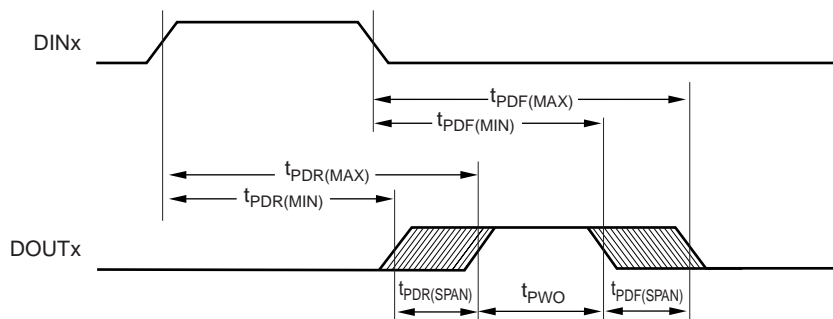 DINx
tPDF(MAX)
tPDF(MIN)
tPDR(MAX)
tPDR(MIN)
DOUTx
tPDR(SPAN)
tPWO
tPDF(SPAN)